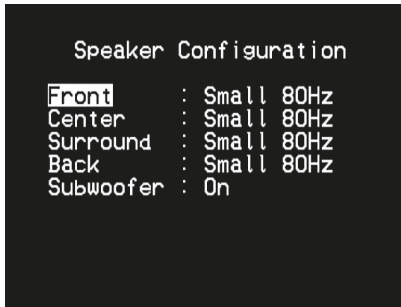 Speaker Configuration
Front : Small 80Hz
Center : Small 80Hz
Surround : Small 80Hz
Back : Small 80Hz
Subwoofer : On